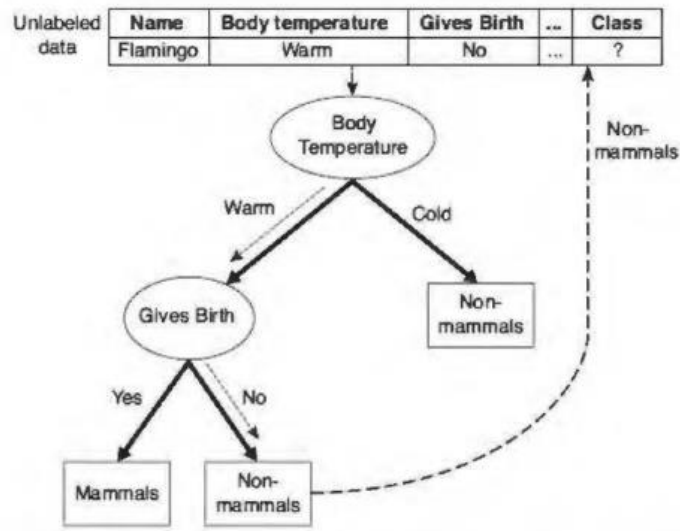 Unlabeled data
Name Body temperature Gives Birth ... Class
Flamingo Warm No ... ?
Non-
mammals
Body
Temperature
Warm
Cold
Gives Birth
Non-
mammals
Yes
No
Mammals
Non-
mammals